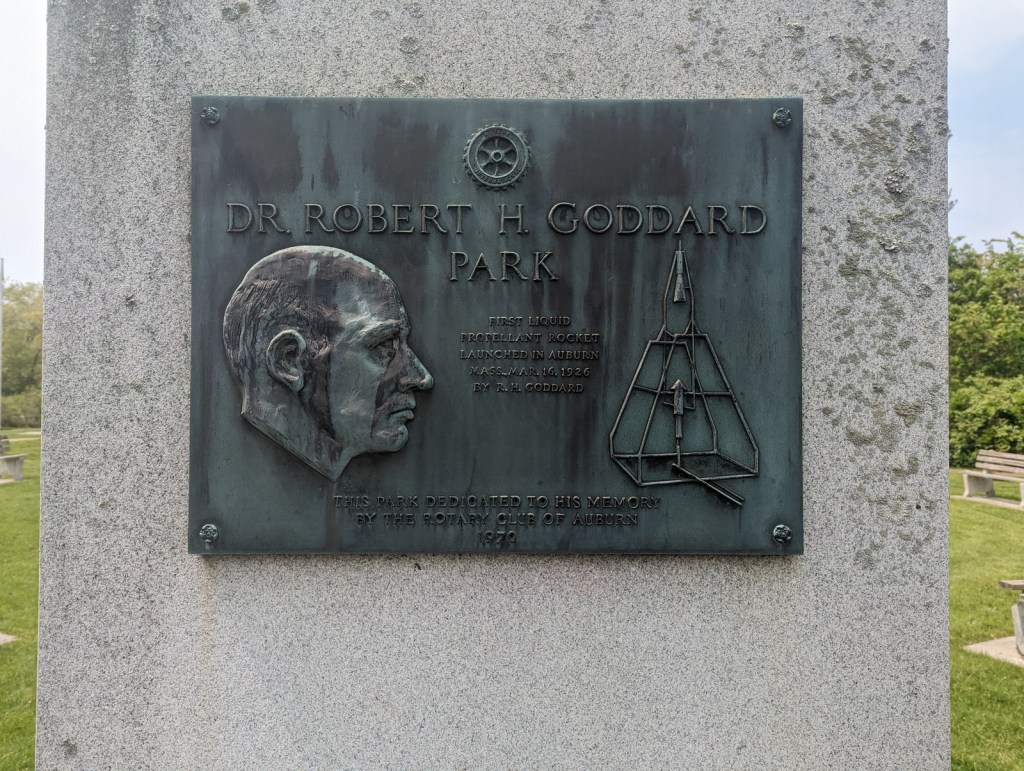 DR. ROBERT H. GODDARD
PARK
FIRST LIQUID
PROPELLANT ROCKET
LAUNCHED IN AUBURN
MASS. MAR. 16, 1926
BY R. H. GODDARD
THIS PARK DEDICATED TO HIS MEMORY
BY THE ROTARY CLUB OF AUBURN
1970